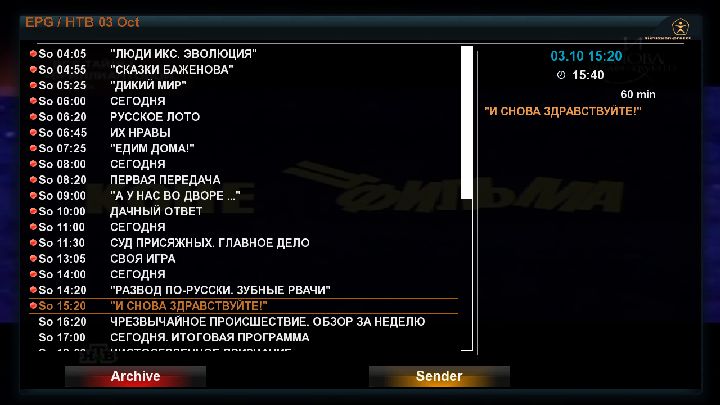 EPG / НТВ 03 Oct
So 04:05 "ЛЮДИ ИКС. ЭВОЛЮЦИЯ"
So 04:55 "СКАЗКИ БАЖЕНОВА"
So 05:25 "ДИКИЙ МИР"
So 06:00 СЕГОДНЯ
So 06:20 РУССКОЕ ЛОТО
So 06:45 ИХ НРАВЫ
So 07:25 "ЕДИМ ДОМА!"
So 08:00 СЕГОДНЯ
So 08:20 ПЕРВАЯ ПЕРЕДАЧА
So 09:00 "А У НАС ВО ДВОРЕ ..."
So 10:00 ДАЧНЫЙ ОТВЕТ
So 11:00 СЕГОДНЯ
So 11:30 СУД ПРИСЯЖНЫХ. ГЛАВНОЕ ДЕЛО
So 13:05 СВОЯ ИГРА
So 14:00 СЕГОДНЯ
So 14:20 "РАЗВОД ПО-РУССКИ. ЗУБНЫЕ РВАЧИ"
So 15:20 "И СНОВА ЗДРАВСТВУЙТЕ!"
So 16:20 ЧРЕЗВЫЧАЙНОЕ ПРОИСШЕСТВИЕ. ОБЗОР ЗА НЕДЕЛЮ
So 17:00 СЕГОДНЯ. ИТОГОВАЯ ПРОГРАММА
03.10 15:20
15:40
60 min
"И СНОВА ЗДРАВСТВУЙТЕ!"
Archive
Sender